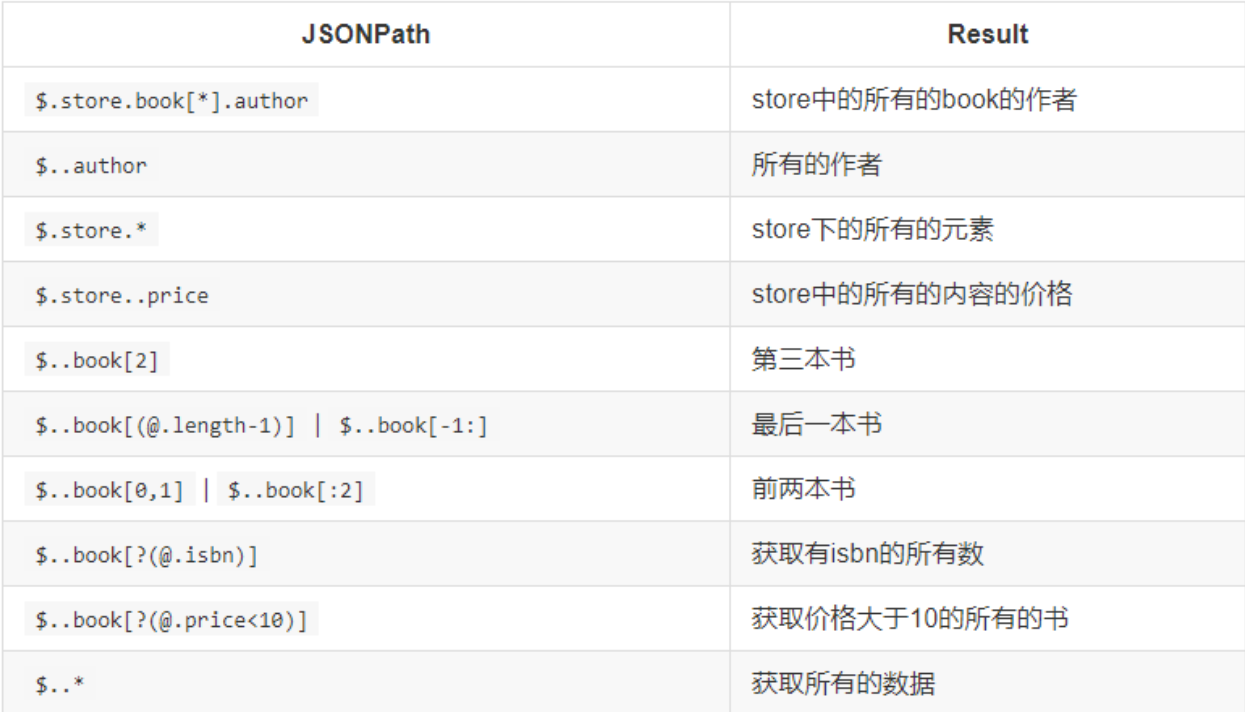 JSONPath Result
$.store.book[*].author store中的所有的book的作者
$..author 所有的作者
$.store.* store下的所有的元素
$.store..price store中的所有的内容的价格
$..book[2] 第三本书
$..book[(@.length-1)] | $..book[-1:] 最后一本书
$..book[0,1] | $..book[:2] 前两本书
$..book[?(@.isbn)] 获取有isbn的所有数
$..book[?(@.price<10)] 获取价格大于10的所有的书
$..* 获取所有的数据